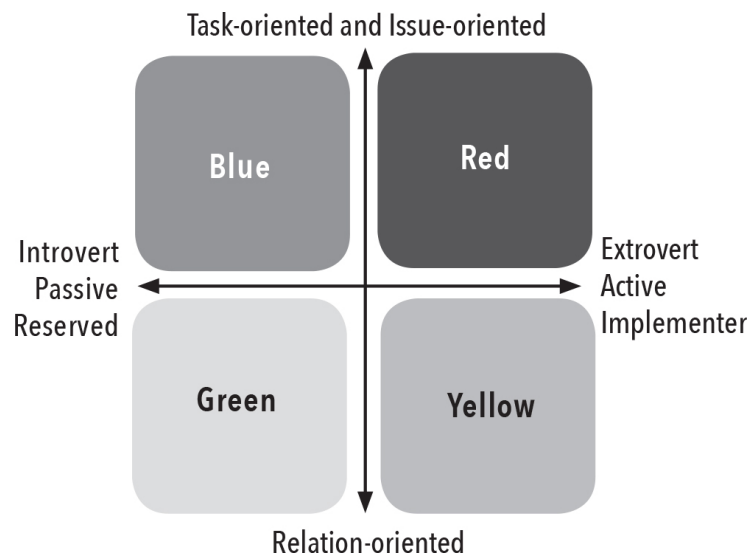 Task-oriented and Issue-oriented
Blue
Red
Introvert
Passive
Reserved
Extrovert
Active
Implementer
Green
Yellow
Relation-oriented